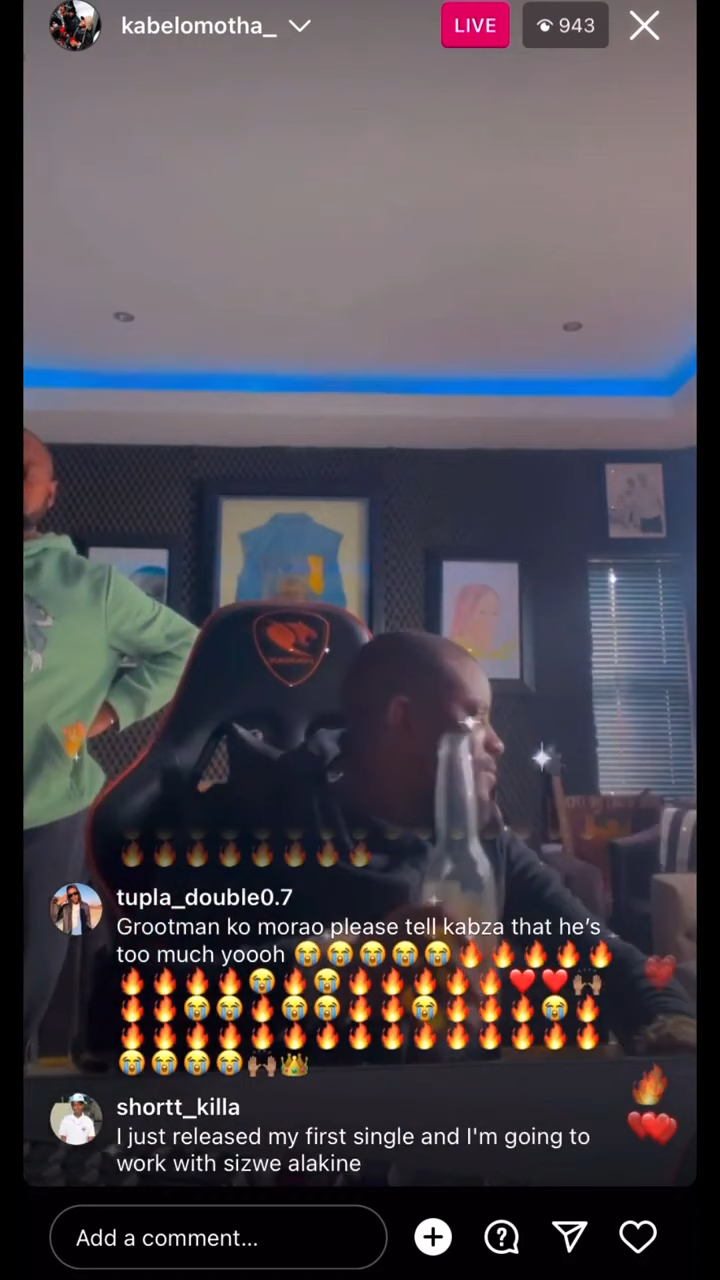 kabelomotha_
LIVE
943
tupla_double0.7
Grootman ko morao please tell kabza that he's
too much yoooh 😭😭😭😭😭🔥🔥🔥🔥🔥
🔥🔥🔥🔥😭🔥😭🔥🔥🔥🔥🔥❤️❤️🙌🏽
🔥🔥😭😭🔥😭😭🔥🔥😭🔥🔥🔥😭🔥
🔥🔥🔥🔥🔥🔥🔥🔥🔥🔥🔥🔥🔥🔥🔥
😭😭😭😭🙌🏽👑
shortt_killa
I just released my first single and I'm going to
work with sizwe alakine
Add a comment...